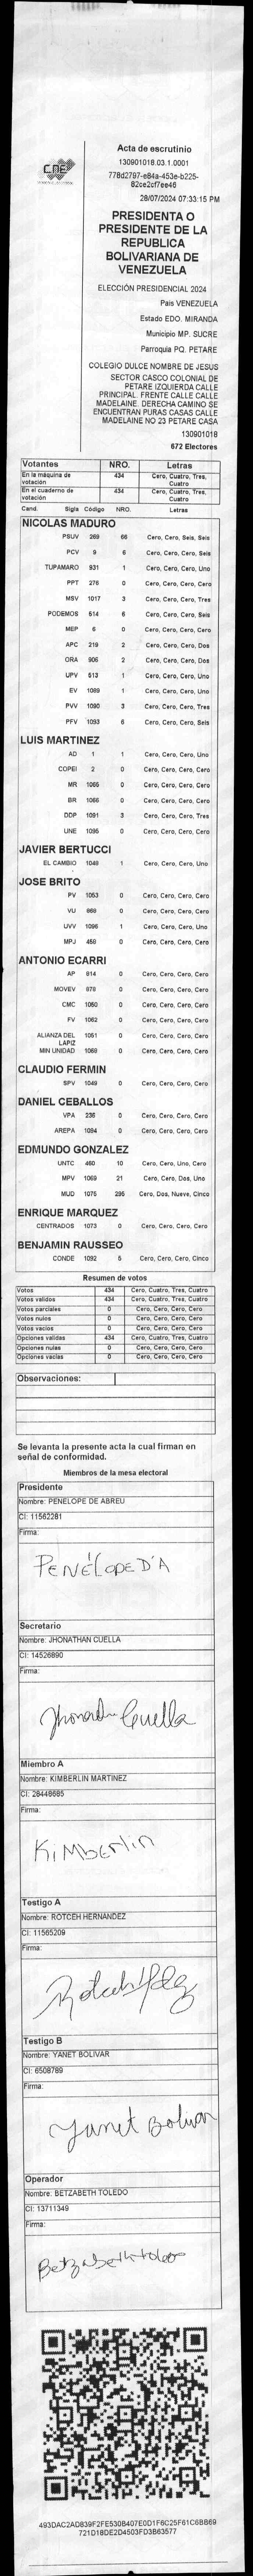 CNE
Acta de escrutinio
130901018.03.1.0001
778d2797-e84a-453e-b225-
82ce2cf7ee46
28/07/2024 07:33:15 PM
PRESIDENTA O
PRESIDENTE DE LA
REPUBLICA
BOLIVARIANA DE
VENEZUELA
ELECCIÓN PRESIDENCIAL 2024
País VENEZUELA
Estado EDO. MIRANDA
Municipio MP. SUCRE
Parroquia PQ. PETARE
COLEGIO DULCE NOMBRE DE JESUS
SECTOR CASCO COLONIAL DE
PETARE IZQUIERDA CALLE
PRINCIPAL. FRENTE CALLE CALLE
MADELAINE. DERECHA CAMINO SE
ENCUENTRAN PURAS CASAS CALLE
MADELAINE NO 23 PETARE CASA
130901018
672 Electores
Votantes NRO. Letras
En la máquina de votación 434 Cero, Cuatro, Tres, Cuatro
En el cuaderno de votación 434 Cero, Cuatro, Tres, Cuatro
Cand. Sigla Código NRO. Letras
NICOLAS MADURO
PSUV 269 66 Cero, Cero, Seis, Seis
PCV 9 6 Cero, Cero, Cero, Seis
TUPAMARO 931 1 Cero, Cero, Cero, Uno
PPT 276 0 Cero, Cero, Cero, Cero
MSV 1017 3 Cero, Cero, Cero, Tres
PODEMOS 514 6 Cero, Cero, Cero, Seis
MEP 6 0 Cero, Cero, Cero, Cero
APC 219 2 Cero, Cero, Cero, Dos
ORA 906 2 Cero, Cero, Cero, Dos
UPV 513 1 Cero, Cero, Cero, Uno
EV 1089 1 Cero, Cero, Cero, Uno
PVV 1090 3 Cero, Cero, Cero, Tres
PFV 1093 6 Cero, Cero, Cero, Seis
LUIS MARTINEZ
AD 1 1 Cero, Cero, Cero, Uno
COPEI 2 0 Cero, Cero, Cero, Cero
MR 1065 0 Cero, Cero, Cero, Cero
BR 1066 0 Cero, Cero, Cero, Cero
DDP 1091 3 Cero, Cero, Cero, Tres
UNE 1095 0 Cero, Cero, Cero, Cero
JAVIER BERTUCCI
EL CAMBIO 1048 1 Cero, Cero, Cero, Uno
JOSE BRITO
PV 1053 0 Cero, Cero, Cero, Cero
VU 868 0 Cero, Cero, Cero, Cero
UVV 1096 1 Cero, Cero, Cero, Uno
MPJ 458 0 Cero, Cero, Cero, Cero
ANTONIO ECARRI
AP 814 0 Cero, Cero, Cero, Cero
MOVEV 878 0 Cero, Cero, Cero, Cero
CMC 1050 0 Cero, Cero, Cero, Cero
FV 1062 0 Cero, Cero, Cero, Cero
ALIANZA DEL LAPIZ 1051 0 Cero, Cero, Cero, Cero
MIN UNIDAD 1069 0 Cero, Cero, Cero, Cero
CLAUDIO FERMIN
SPV 1049 0 Cero, Cero, Cero, Cero
DANIEL CEBALLOS
VPA 236 0 Cero, Cero, Cero, Cero
AREPA 1094 0 Cero, Cero, Cero, Cero
EDMUNDO GONZALEZ
UNTC 460 10 Cero, Cero, Uno, Cero
MPV 1069 21 Cero, Cero, Dos, Uno
MUD 1075 295 Cero, Dos, Nueve, Cinco
ENRIQUE MARQUEZ
CENTRADOS 1073 0 Cero, Cero, Cero, Cero
BENJAMIN RAUSSEO
CONDE 1092 5 Cero, Cero, Cero, Cinco
Resumen de votos
Votos 434 Cero, Cuatro, Tres, Cuatro
Votos validos 434 Cero, Cuatro, Tres, Cuatro
Votos parciales 0 Cero, Cero, Cero, Cero
Votos nulos 0 Cero, Cero, Cero, Cero
Votos vacios 0 Cero, Cero, Cero, Cero
Opciones validas 434 Cero, Cuatro, Tres, Cuatro
Opciones nulas 0 Cero, Cero, Cero, Cero
Opciones vacias 0 Cero, Cero, Cero, Cero
Observaciones:
Se levanta la presente acta la cual firman en
señal de conformidad.
Miembros de la mesa electoral
Presidente
Nombre: PENELOPE DE ABREU
CI: 11562261
Firma:
PENÉLOPE D'A
Secretario
Nombre: JHONATHAN CUELLA
CI: 14526890
Firma:
Jhonatan Cuella
Miembro A
Nombre: KIMBERLIN MARTINEZ
CI: 28448685
Firma:
Kimberlin
Testigo A
Nombre: ROTCEH HERNANDEZ
CI: 11565209
Firma:
Testigo B
Nombre: YANET BOLIVAR
CI: 6508789
Firma:
Yanet Bolivar
Operador
Nombre: BETZABETH TOLEDO
CI: 13711349
Firma:
Betzabeth toledo
493DAC2AD839F2FE530B407E0D1F6C25F61C6BB69
721D18DE2D4503FD3B63577